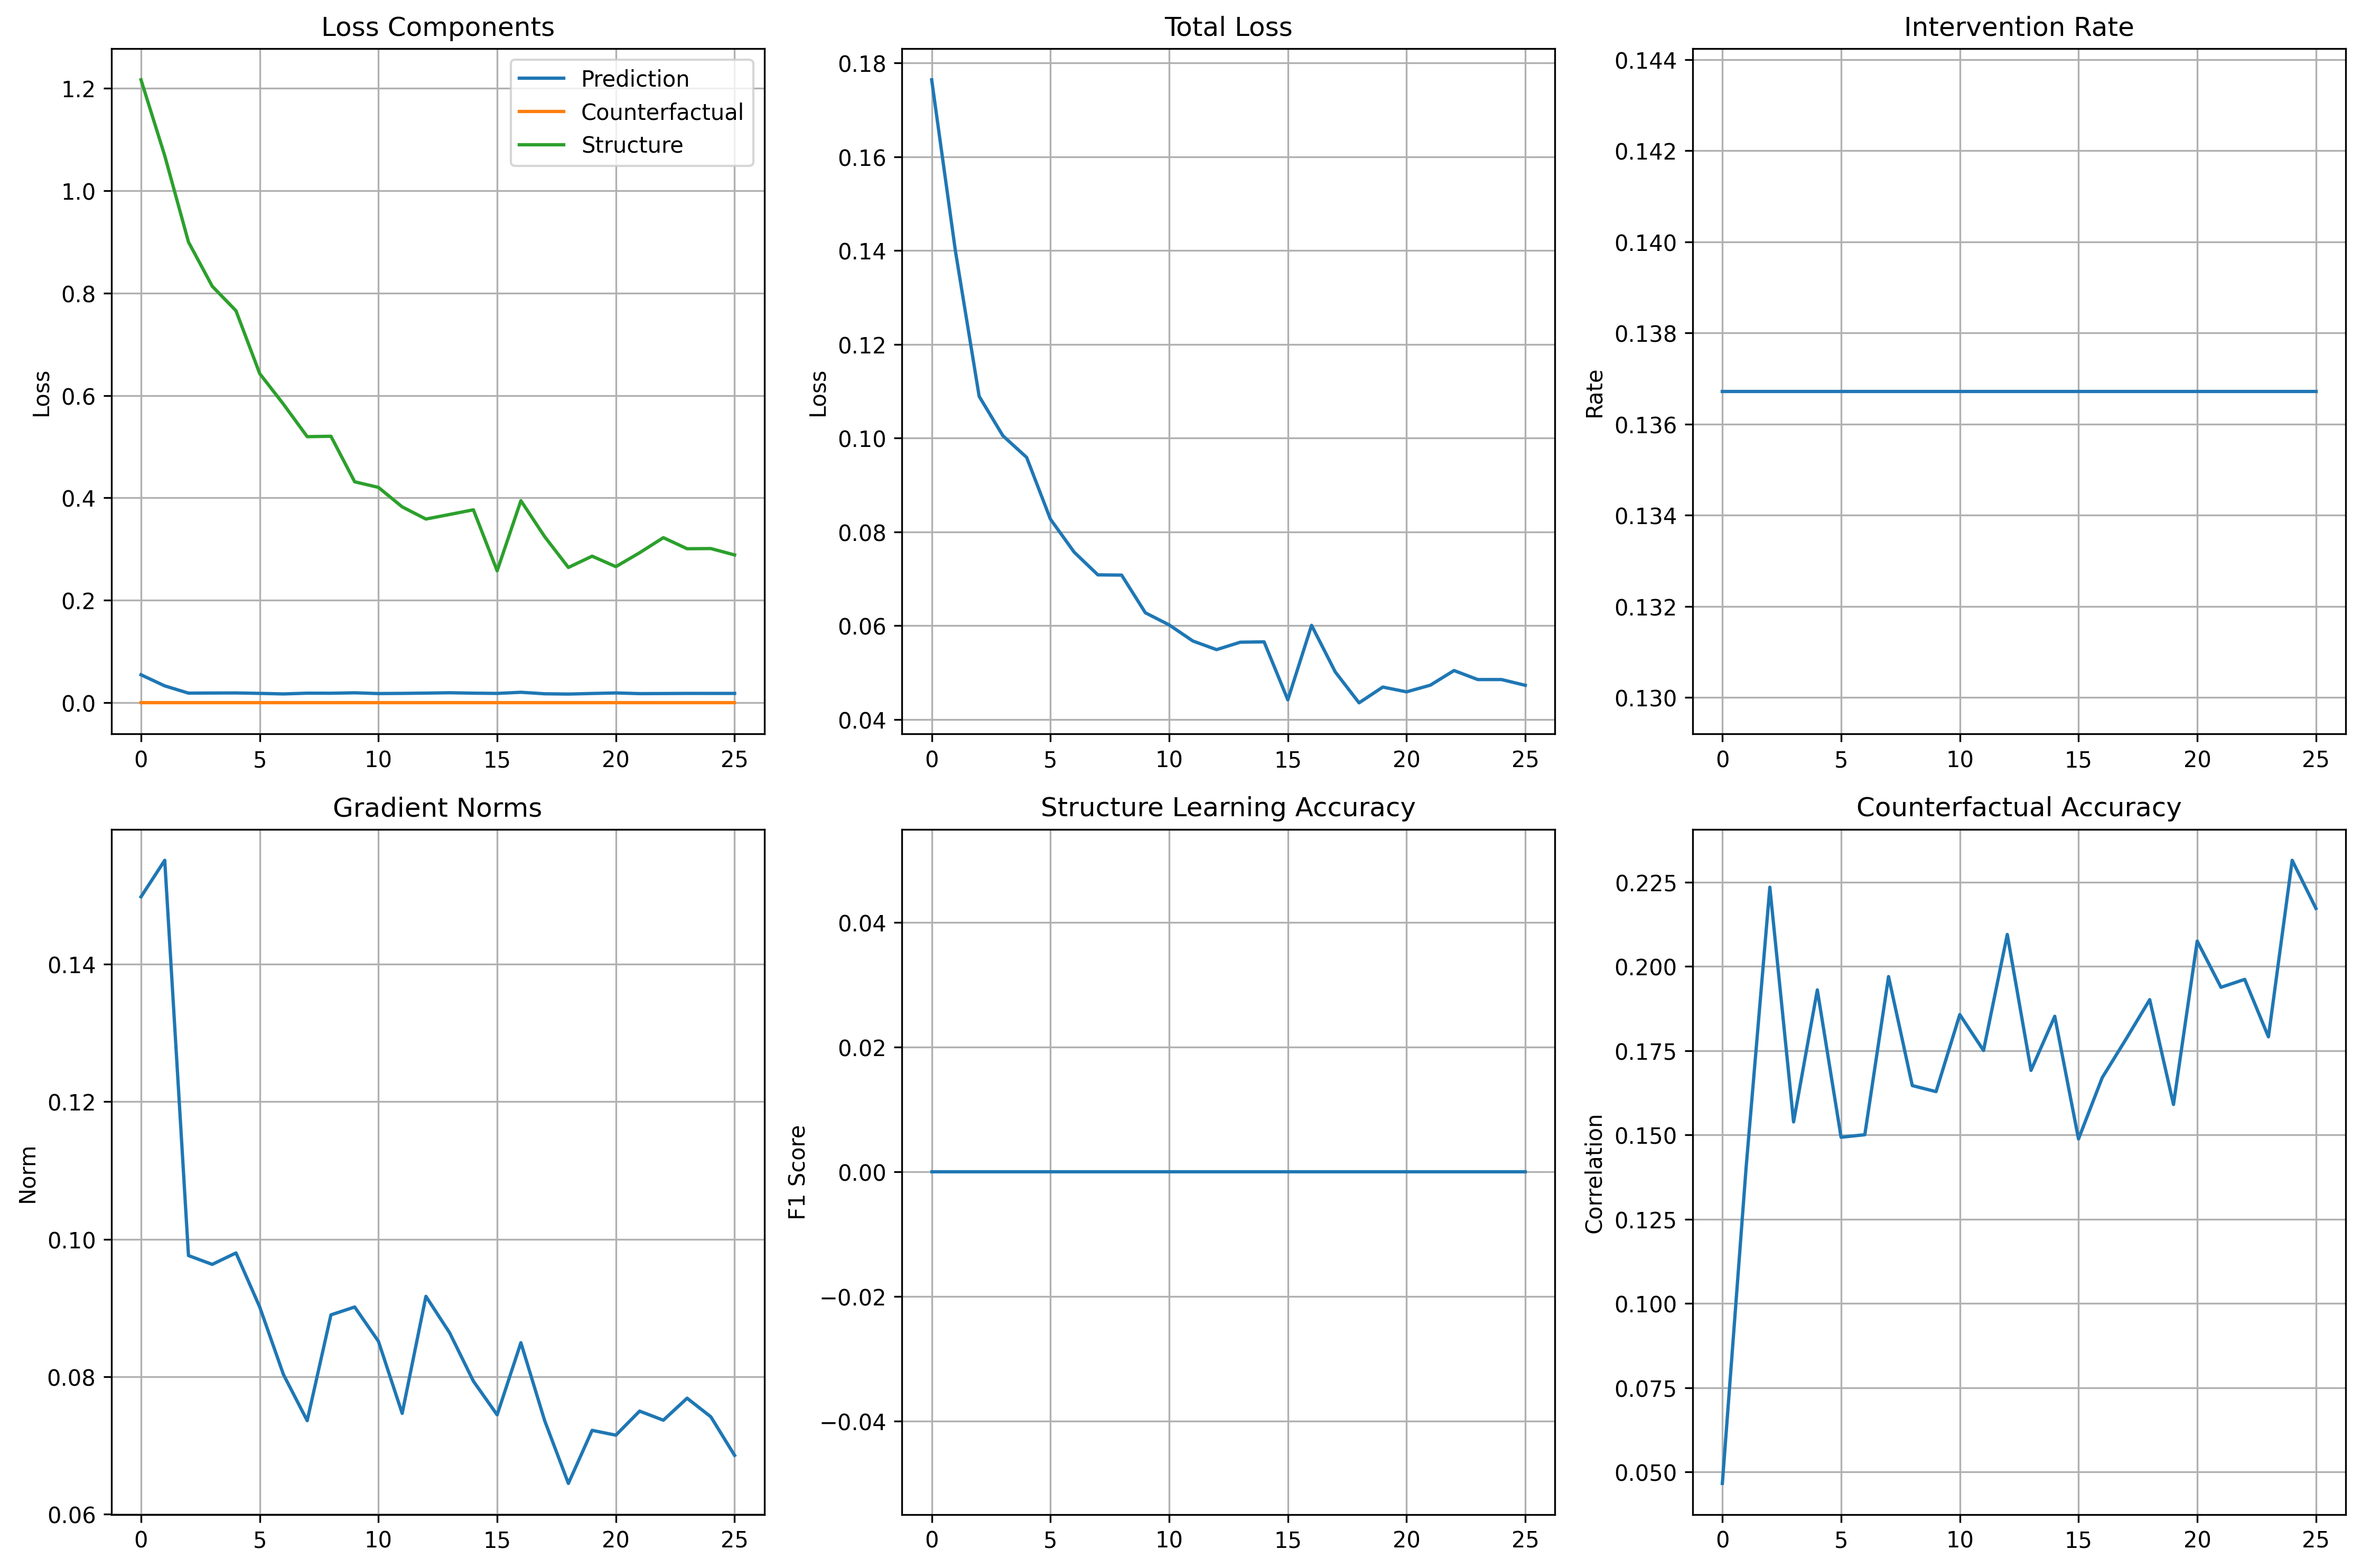 Loss Components
Loss
1.2
1.0
0.8
0.6
0.4
0.2
0.0
Prediction
Counterfactual
Structure
0 5 10 15 20 25
Total Loss
Loss
0.18
0.16
0.14
0.12
0.10
0.08
0.06
0.04
0 5 10 15 20 25
Intervention Rate
Rate
0.144
0.142
0.140
0.138
0.136
0.134
0.132
0.130
0 5 10 15 20 25
Gradient Norms
Norm
0.14
0.12
0.10
0.08
0.06
0 5 10 15 20 25
Structure Learning Accuracy
F1 Score
0.04
0.02
0.00
−0.02
−0.04
0 5 10 15 20 25
Counterfactual Accuracy
Correlation
0.225
0.200
0.175
0.150
0.125
0.100
0.075
0.050
0 5 10 15 20 25